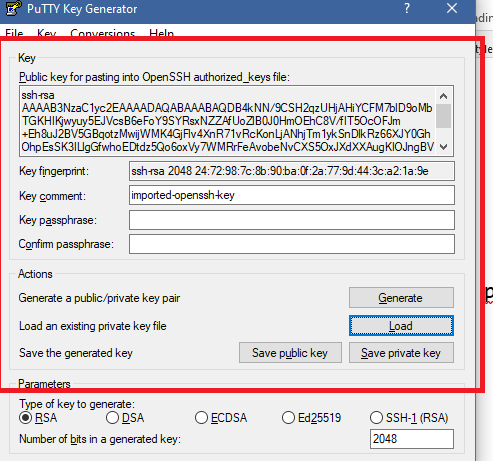 PuTTY Key Generator
File Key Conversions Help
Key
Public key for pasting into OpenSSH authorized_keys file:
ssh-rsa
AAAAB3NzaC1yc2EAAAADAQABAAABAQDB4kNN/9CSH2qzUHjAHiYCFM7bID9oMb
TGKHIKjwyuy5EJVcsB6eFoY9SYRsxNZZAfUoZIB0J0HmOEhC8V/fIT5OcOFJm
+Eh8uJ2BV5GBqotzMwijWMK4GjFlv4XnR71vRcKonLjANhjTm1ykSnDlkRz66XJY0Gh
OhpEsSK3ILlgGfwhoEDtdz5Qo6oxVy7WMRrFeAvobeNvCXS5OxJXdXXAugKIOJngBV
Key fingerprint: ssh-rsa 2048 24:72:98:7c:8b:90:ba:0f:2a:77:9d:44:3c:a2:1a:9e
Key comment: imported-openssh-key
Key passphrase:
Confirm passphrase:
Actions
Generate a public/private key pair Generate
Load an existing private key file Load
Save the generated key Save public key Save private key
Parameters
Type of key to generate:
RSA DSA ECDSA Ed25519 SSH-1 (RSA)
Number of bits in a generated key: 2048